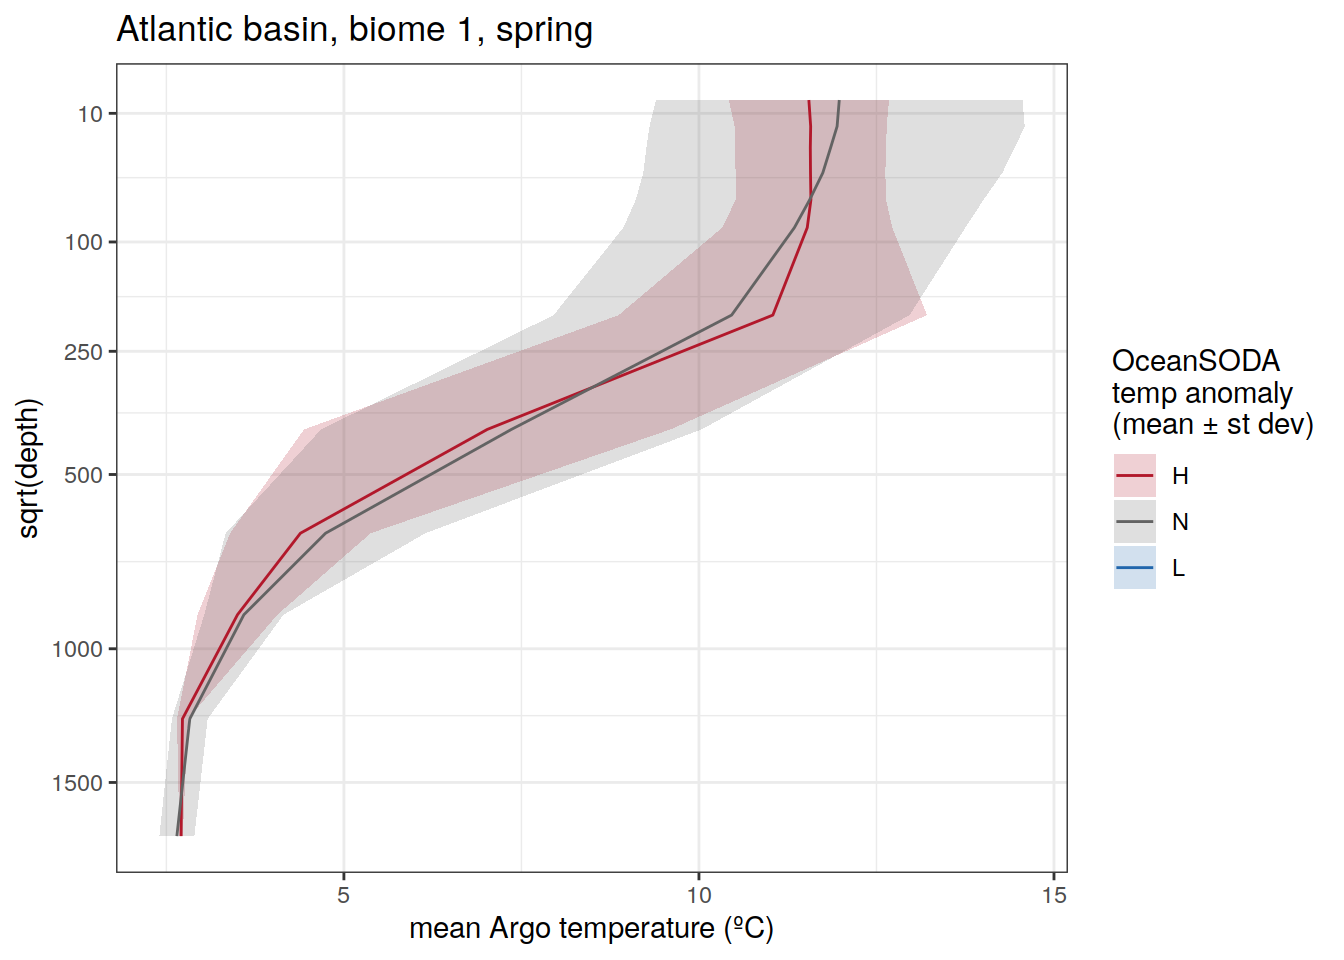 Atlantic basin, biome 1, spring
10
100
250
500
1000
1500
sqrt(depth)
5
10
15
mean Argo temperature (ºC)
OceanSODA
temp anomaly
(mean ± st dev)
H
N
L